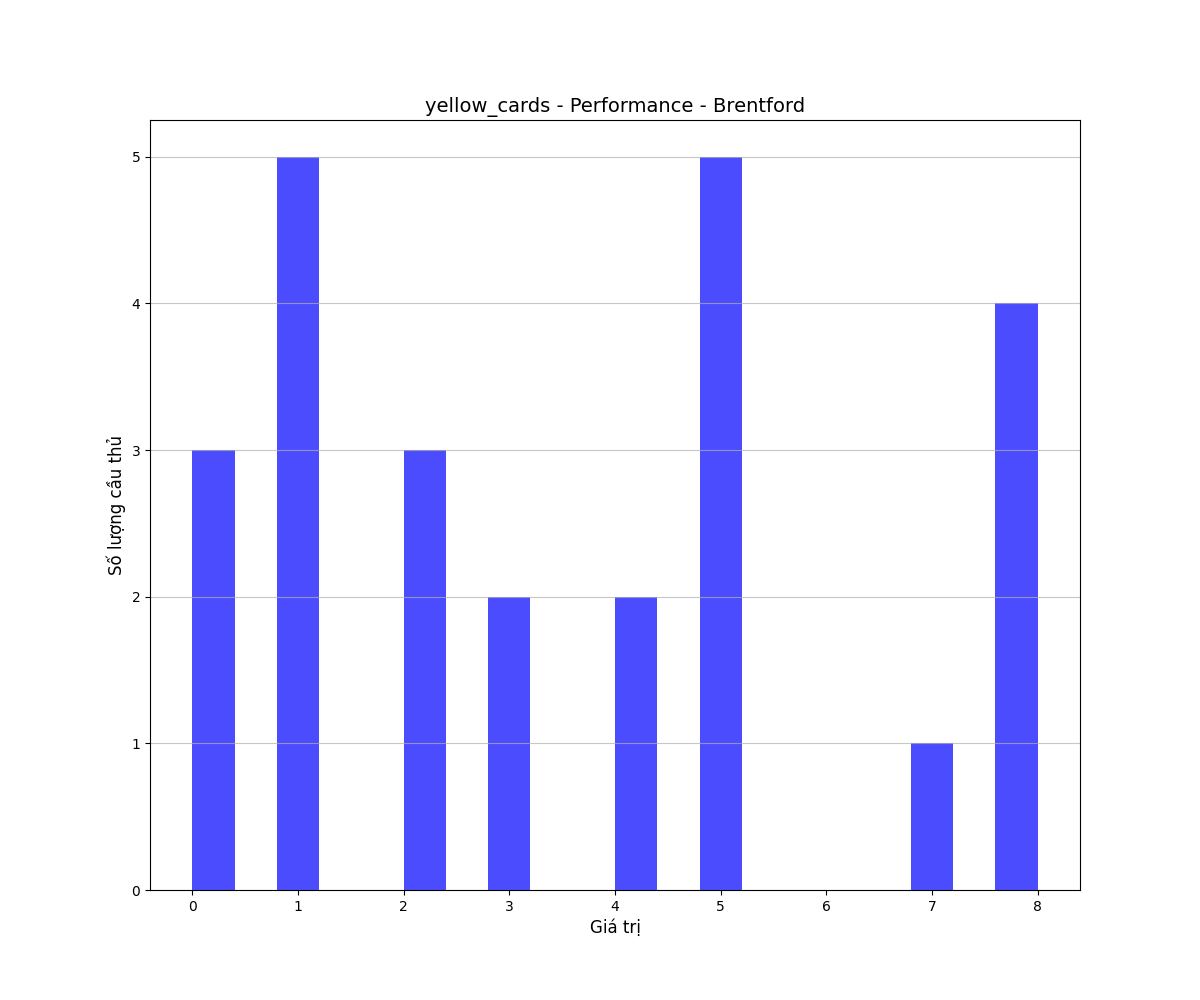 yellow_cards - Performance - Brentford
5
4
3
2
1
0
Số lượng cầu thủ
0 1 2 3 4 5 6 7 8
Giá trị